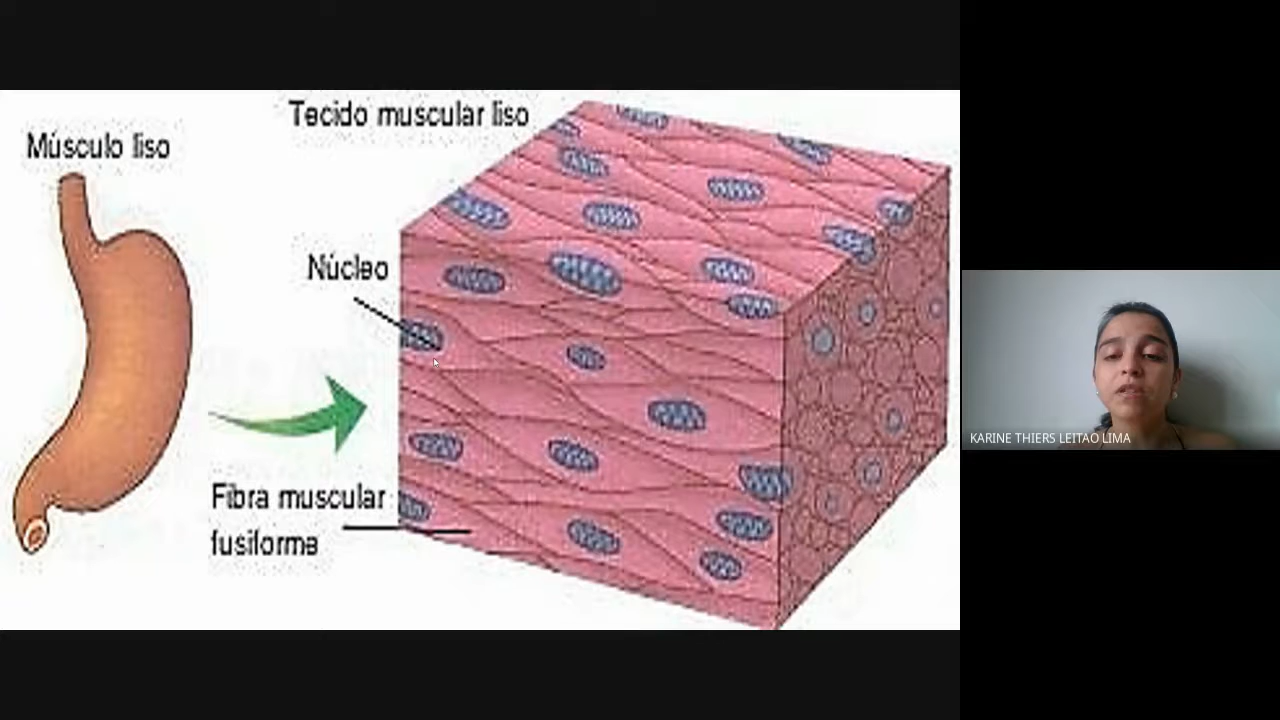 Tecido muscular liso
Músculo liso
Núcleo
Fibra muscular
fusiforme
KARINE THIERS LEITAO LIMA